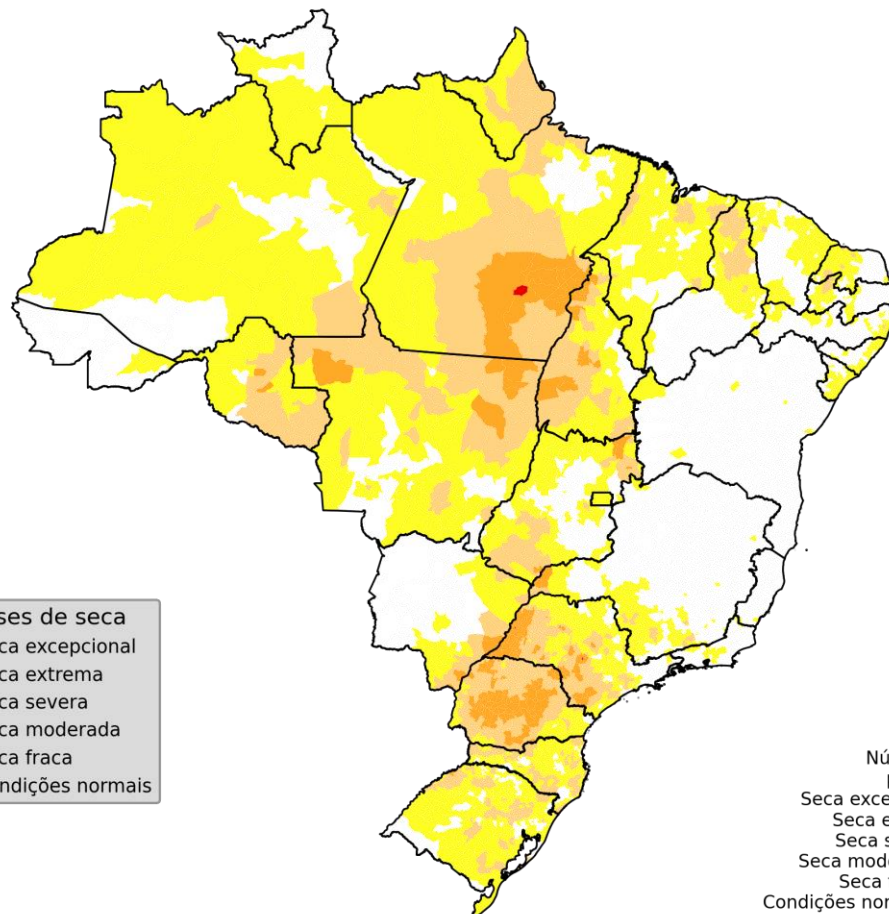 ses de seca
ca excepcional
ca extrema
ca severa
ca moderada
ca fraca
ndições normais
Nú
Seca exce
Seca e
Seca s
Seca mode
Seca
Condições nor